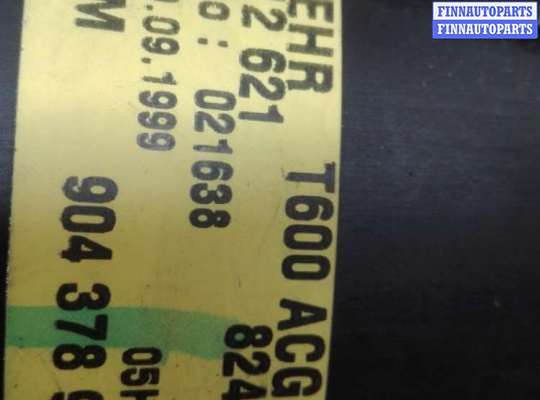 FINNAUTOPARTS
FINNAUTOPARTS
EHR T600 ACG
2 621 824
O: 021638
.09.1999 05H
M 904 378